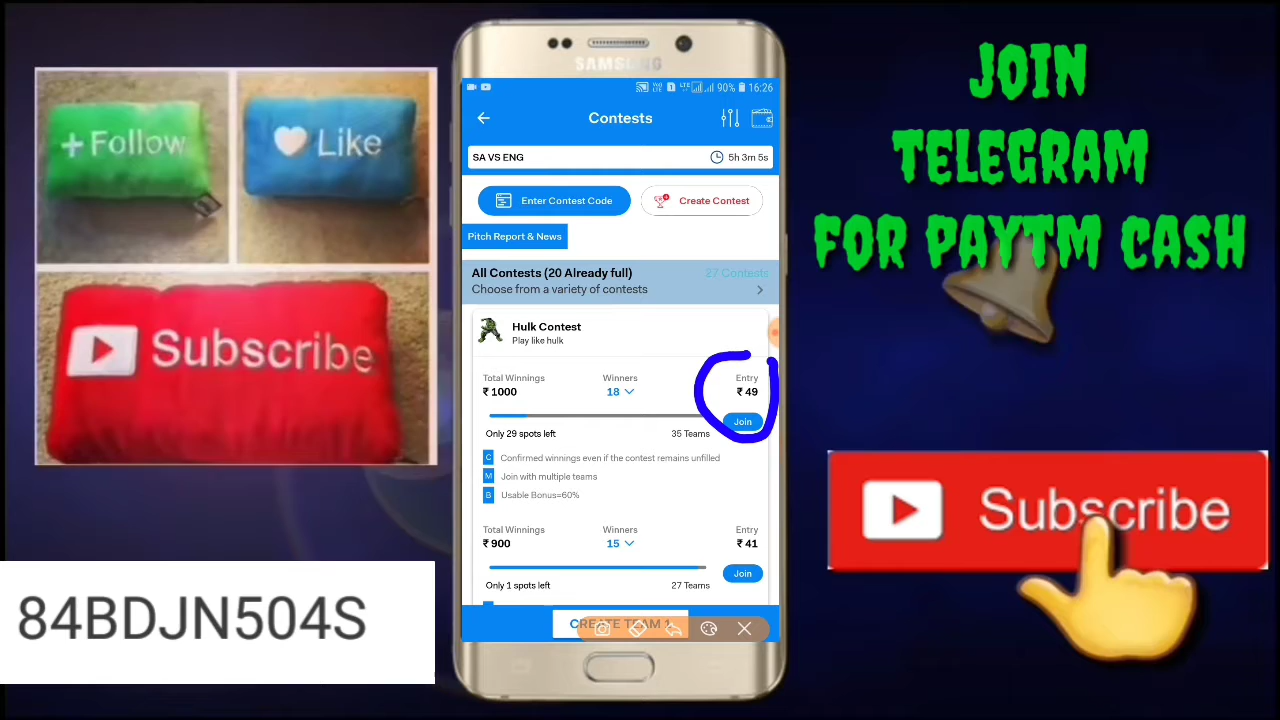 + Follow
Like
Subscribe
84BDJN504S
SAMSUNG
LTE 90% 16:26
Contests
SA VS ENG
5h 3m 5s
Enter Contest Code
Create Contest
Pitch Report & News
All Contests (20 Already full)
27 Contests
Choose from a variety of contests
Hulk Contest
Play like hulk
Total Winnings
Winners
Entry
₹ 1000
18
₹ 49
Join
Only 29 spots left
35 Teams
C Confirmed winnings even if the contest remains unfilled
M Join with multiple teams
B Usable Bonus=60%
Total Winnings
Winners
Entry
₹ 900
15
₹ 41
Join
Only 1 spots left
27 Teams
CREATE TEAM 1
JOIN
TELEGRAM
FOR PAYTM CASH
Subscribe